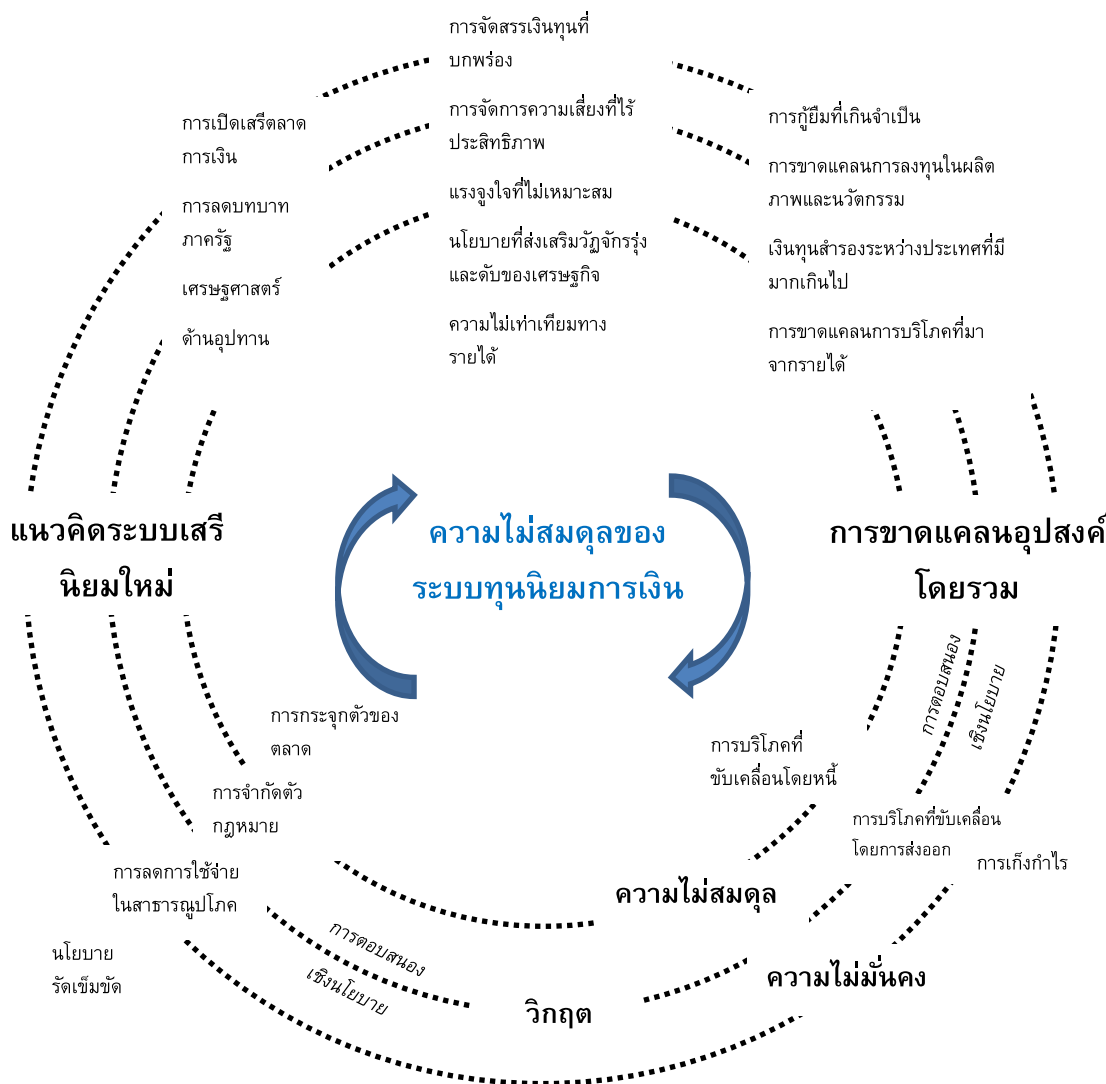 การจัดสรรเงินทุนที่
บกพร่อง
การจัดการความเสี่ยงที่ไร้
ประสิทธิภาพ
แรงจูงใจที่ไม่เหมาะสม
นโยบายที่ส่งเสริมวัฏจักรรุ่ง
และดับของเศรษฐกิจ
ความไม่เท่าเทียมทาง
รายได้
การเปิดเสรีตลาด
การเงิน
การลดบทบาท
ภาครัฐ
เศรษฐศาสตร์
ด้านอุปทาน
การกู้ยืมที่เกินจำเป็น
การขาดแคลนการลงทุนในผลิต
ภาพและนวัตกรรม
เงินทุนสำรองระหว่างประเทศที่มี
มากเกินไป
การขาดแคลนการบริโภคที่มา
จากรายได้
แนวคิดระบบเสรี
นิยมใหม่
ความไม่สมดุลของ
ระบบทุนนิยมการเงิน
การขาดแคลนอุปสงค์
โดยรวม
การตอบสนอง
เชิงนโยบาย
การบริโภคที่
ขับเคลื่อนโดยหนี้
การบริโภคที่ขับเคลื่อน
โดยการส่งออก
การเก็งกำไร
ความไม่สมดุล
ความไม่มั่นคง
วิกฤต
การตอบสนอง
เชิงนโยบาย
การกระจุกตัวของ
ตลาด
การจำกัดตัว
กฎหมาย
การลดการใช้จ่าย
ในสาธารณูปโภค
นโยบาย
รัดเข็มขัด